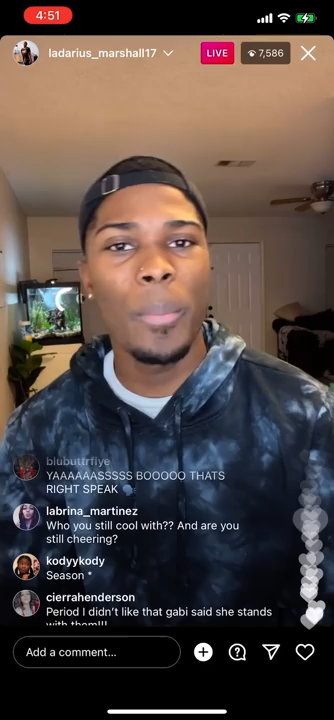 4:51
ladarius_marshall17
LIVE
7,586
blubuttrflye
YAAAAAASSSSS BOOOOO THATS
RIGHT SPEAK
labrina_martinez
Who you still cool with?? And are you
still cheering?
kodyykody
Season *
cierrahenderson
Period I didn't like that gabi said she stands
with them!!!
Add a comment...